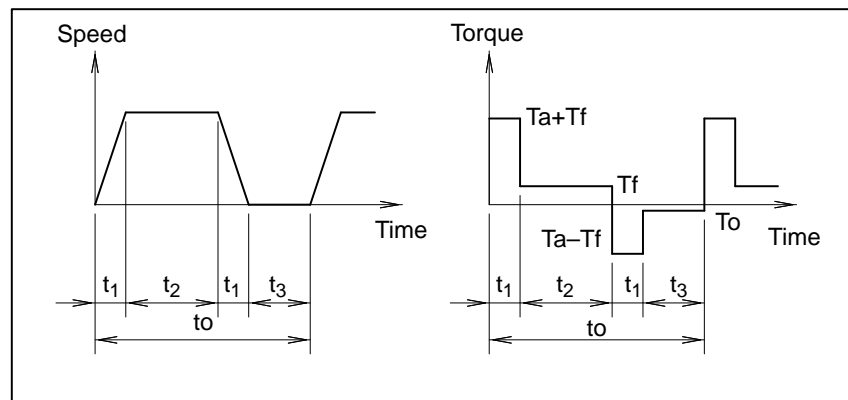 Speed
Time
t₁ t₂ t₁ t₃
to
Torque
Ta+Tf
Tf
To
Ta–Tf
Time
t₁ t₂ t₁ t₃
to